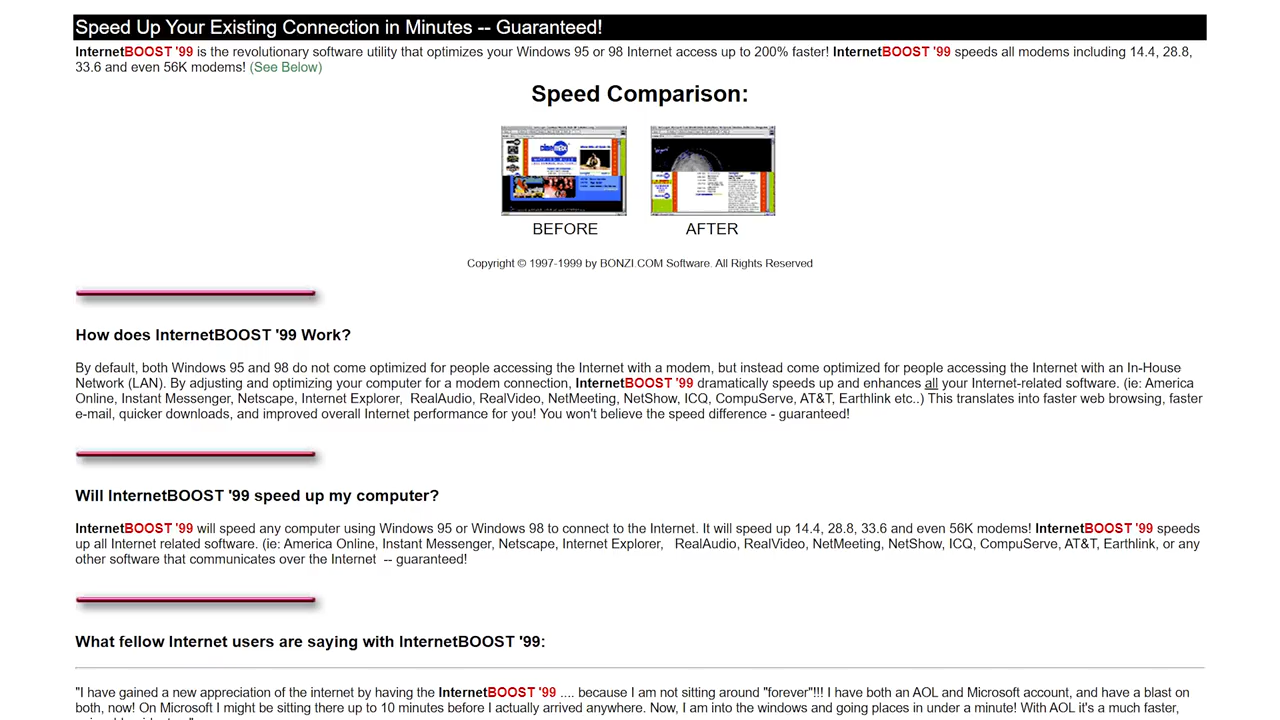 Speed Up Your Existing Connection in Minutes -- Guaranteed!
InternetBOOST '99 is the revolutionary software utility that optimizes your Windows 95 or 98 Internet access up to 200% faster! InternetBOOST '99 speeds all modems including 14.4, 28.8,
33.6 and even 56K modems! (See Below)
Speed Comparison:
BEFORE AFTER
Copyright © 1997-1999 by BONZI.COM Software. All Rights Reserved
How does InternetBOOST '99 Work?
By default, both Windows 95 and 98 do not come optimized for people accessing the Internet with a modem, but instead come optimized for people accessing the Internet with an In-House
Network (LAN). By adjusting and optimizing your computer for a modem connection, InternetBOOST '99 dramatically speeds up and enhances all your Internet-related software. (ie: America
Online, Instant Messenger, Netscape, Internet Explorer, RealAudio, RealVideo, NetMeeting, NetShow, ICQ, CompuServe, AT&T, Earthlink etc..) This translates into faster web browsing, faster
e-mail, quicker downloads, and improved overall Internet performance for you! You won't believe the speed difference - guaranteed!
Will InternetBOOST '99 speed up my computer?
InternetBOOST '99 will speed any computer using Windows 95 or Windows 98 to connect to the Internet. It will speed up 14.4, 28.8, 33.6 and even 56K modems! InternetBOOST '99 speeds
up all Internet related software. (ie: America Online, Instant Messenger, Netscape, Internet Explorer, RealAudio, RealVideo, NetMeeting, NetShow, ICQ, CompuServe, AT&T, Earthlink, or any
other software that communicates over the Internet -- guaranteed!
What fellow Internet users are saying with InternetBOOST '99:
"I have gained a new appreciation of the internet by having the InternetBOOST '99 .... because I am not sitting around "forever"!!! I have both an AOL and Microsoft account, and have a blast on
both, now! On Microsoft I might be sitting there up to 10 minutes before I actually arrived anywhere. Now, I am into the windows and going places in under a minute! With AOL it's a much faster,